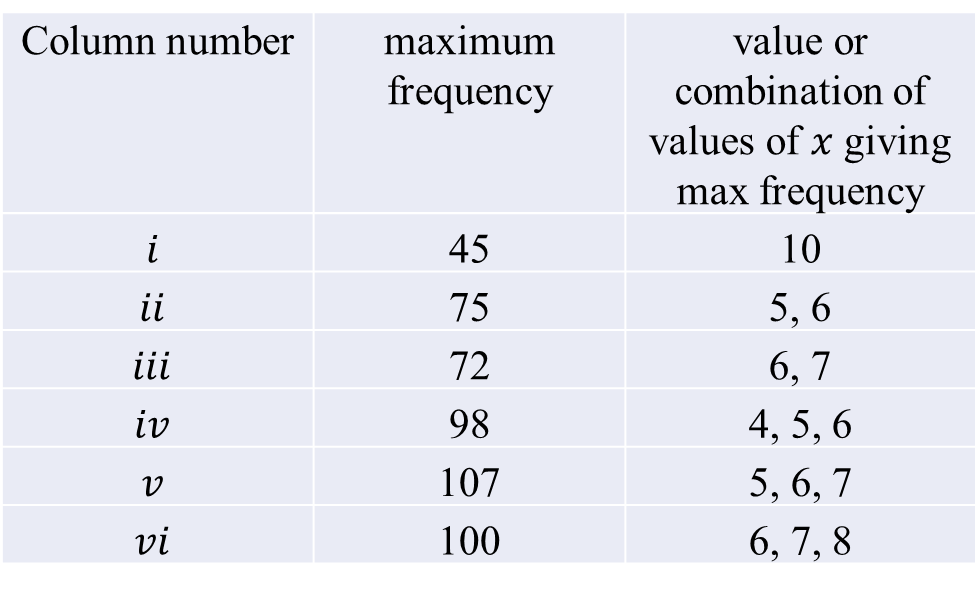 Column number maximum frequency value or combination of values of x giving max frequency
i 45 10
ii 75 5, 6
iii 72 6, 7
iv 98 4, 5, 6
v 107 5, 6, 7
vi 100 6, 7, 8